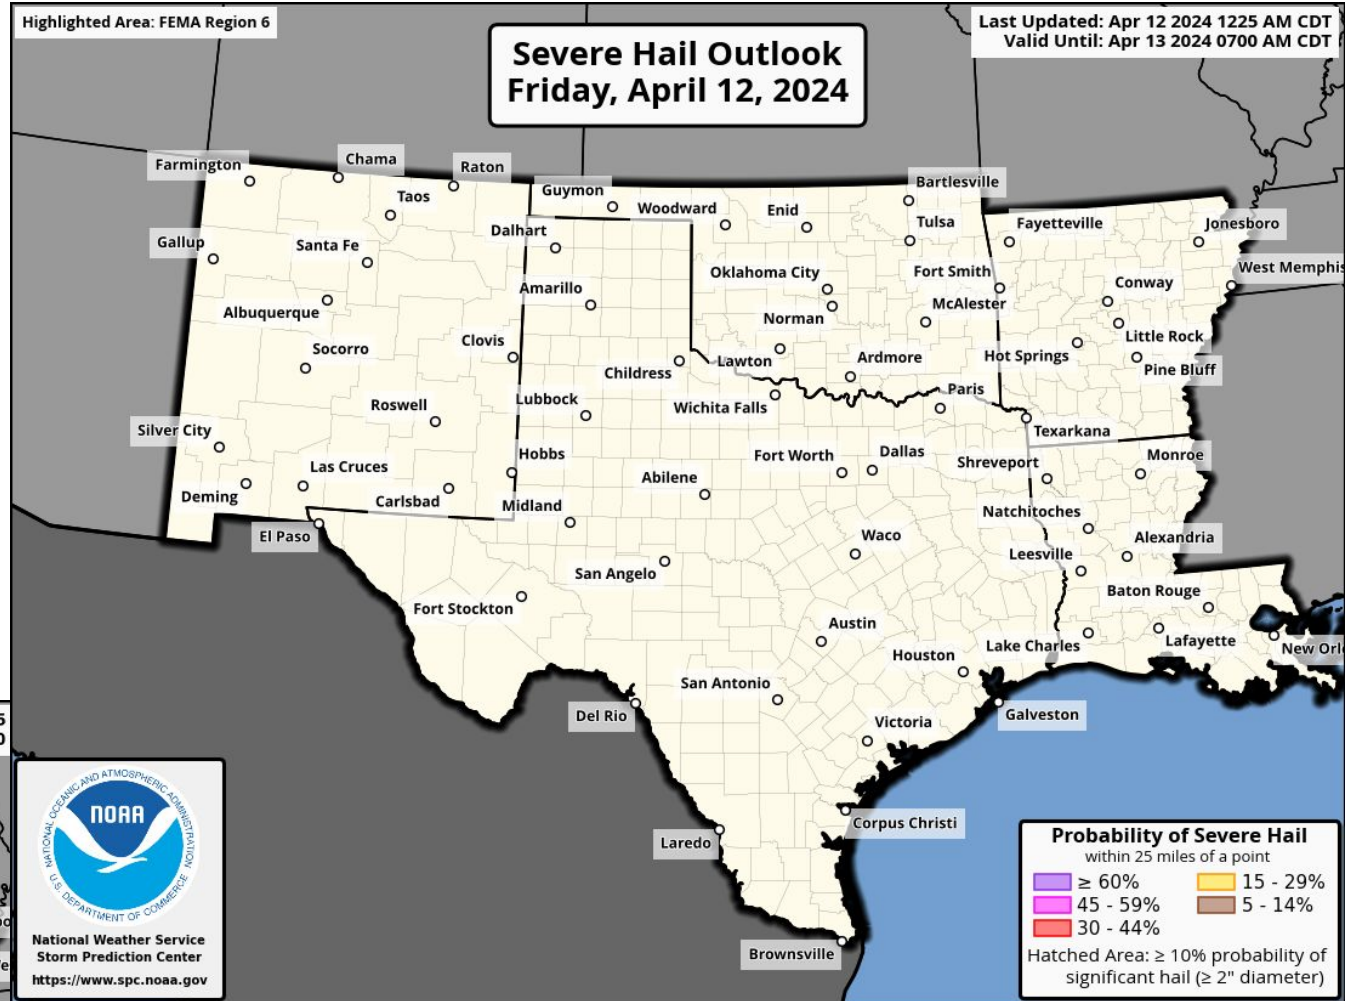 Highlighted Area: FEMA Region 6
Last Updated: Apr 12 2024 1225 AM CDT
Valid Until: Apr 13 2024 0700 AM CDT
Severe Hail Outlook
Friday, April 12, 2024
Farmington
Chama
Raton
Taos
Guymon
Woodward
Enid
Bartlesville
Tulsa
Fayetteville
Jonesboro
Gallup
Santa Fe
Dalhart
Oklahoma City
Fort Smith
West Memphis
Amarillo
Conway
Albuquerque
Norman
McAlester
Little Rock
Socorro
Clovis
Childress
Lawton
Ardmore
Hot Springs
Pine Bluff
Roswell
Lubbock
Wichita Falls
Paris
Texarkana
Silver City
Las Cruces
Hobbs
Abilene
Fort Worth
Dallas
Shreveport
Monroe
Deming
Carlsbad
Midland
Natchitoches
El Paso
San Angelo
Waco
Leesville
Alexandria
Fort Stockton
Baton Rouge
Austin
Houston
Lake Charles
Lafayette
New Orl
San Antonio
Del Rio
Victoria
Galveston
Laredo
Corpus Christi
Brownsville
5
0
NATIONAL OCEANIC AND ATMOSPHERIC ADMINISTRATION
NOAA
U.S. DEPARTMENT OF COMMERCE
National Weather Service
Storm Prediction Center
https://www.spc.noaa.gov
Probability of Severe Hail
within 25 miles of a point
≥ 60%
15 - 29%
45 - 59%
5 - 14%
30 - 44%
Hatched Area: ≥ 10% probability of
significant hail (≥ 2" diameter)